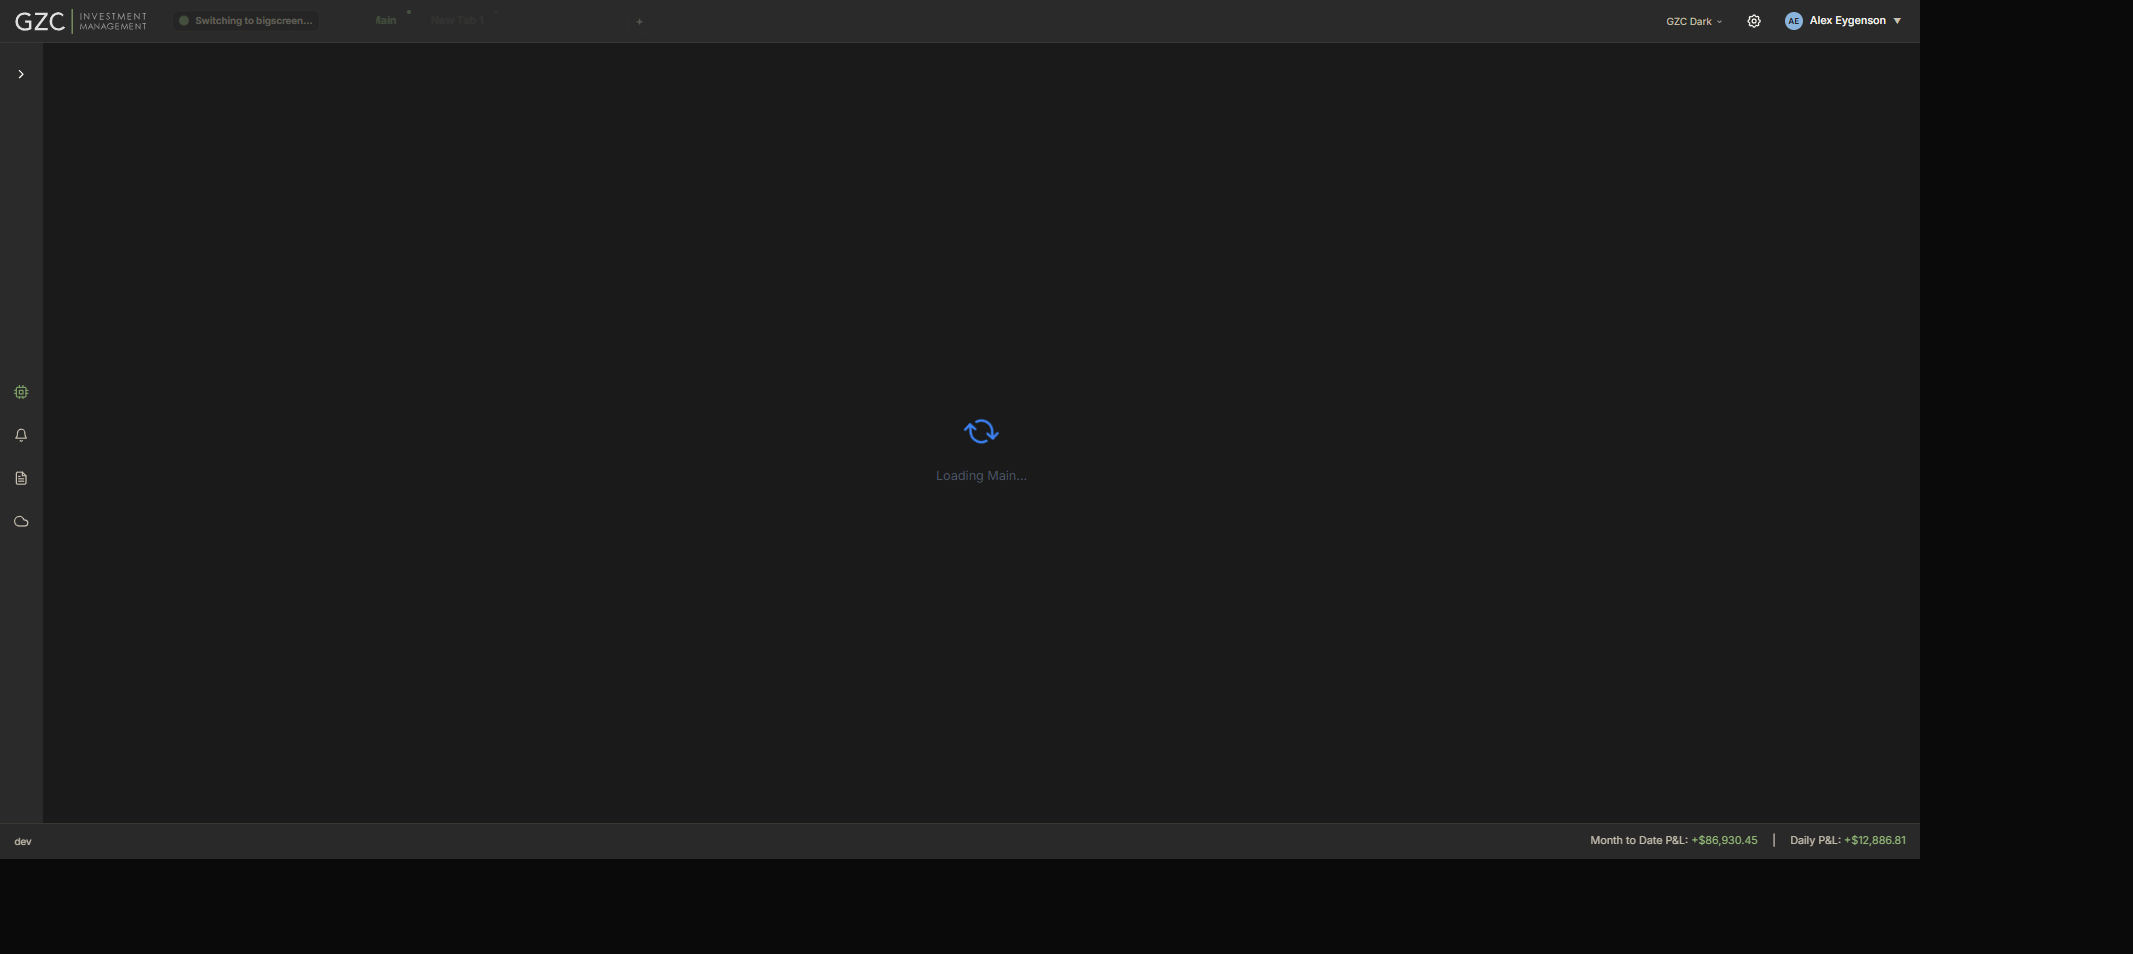 GZC INVESTMENT MANAGEMENT
Switching to bigscreen...
Main
New Tab 1
+
GZC Dark
AE
Alex Eygenson
Loading Main...
dev
Month to Date P&L: +$86,930.45 | Daily P&L: +$12,886.81